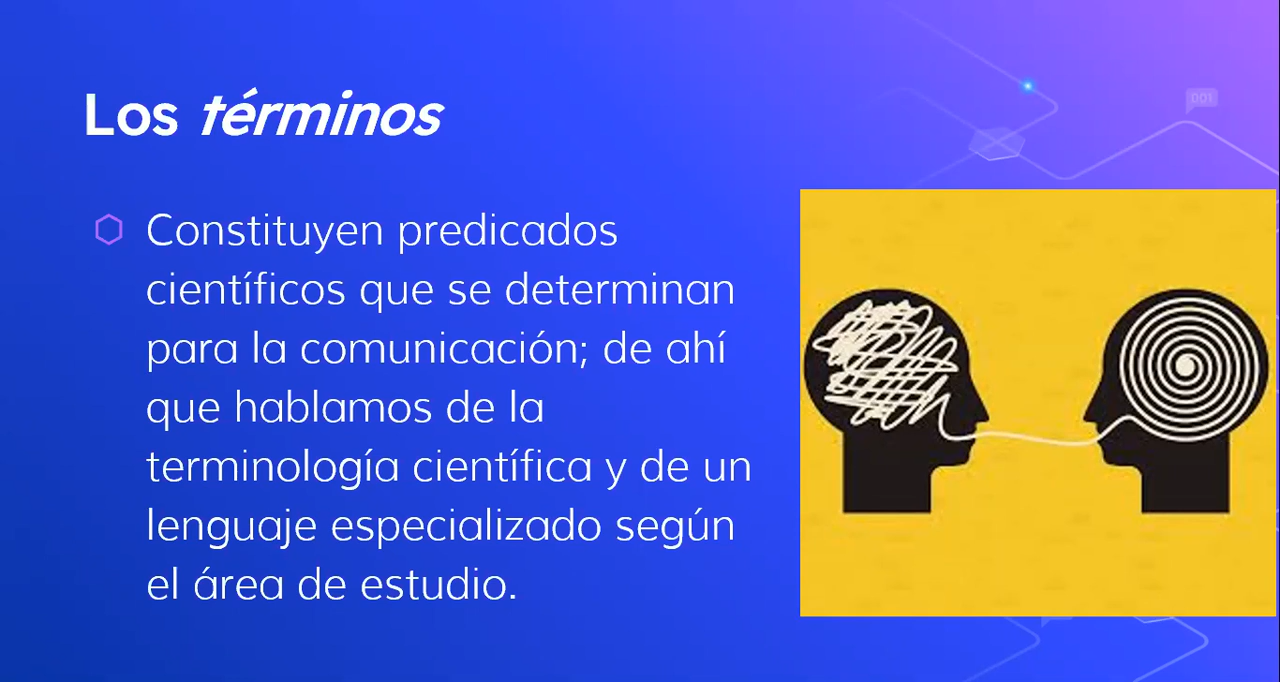 Los términos
Constituyen predicados
científicos que se determinan
para la comunicación; de ahí
que hablamos de la
terminología científica y de un
lenguaje especializado según
el área de estudio.
001